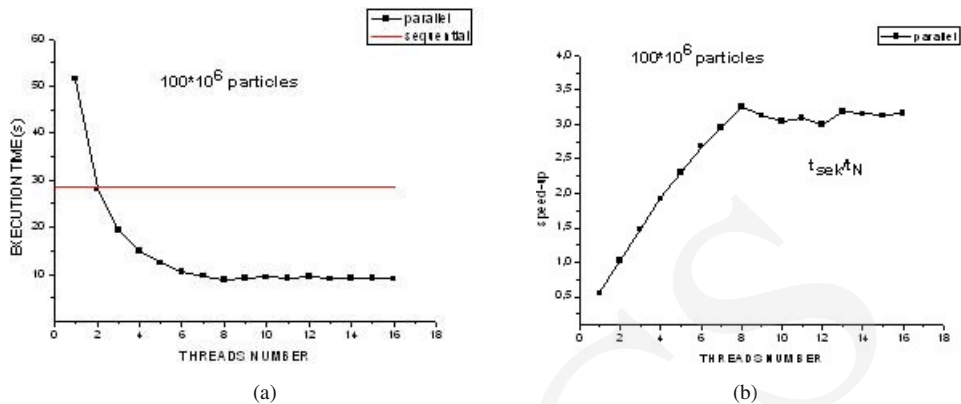 parallel
sequential
100*10^6 particles
EXECUTION TIME(s)
60
50
40
30
20
10
0 2 4 6 8 10 12 14 16 18
THREADS NUMBER
(a)
parallel
100*10^6 particles
t_sek/t_N
speed-up
4,0
3,5
3,0
2,5
2,0
1,5
1,0
0,5
0 2 4 6 8 10 12 14 16 18
THREADS NUMBER
(b)